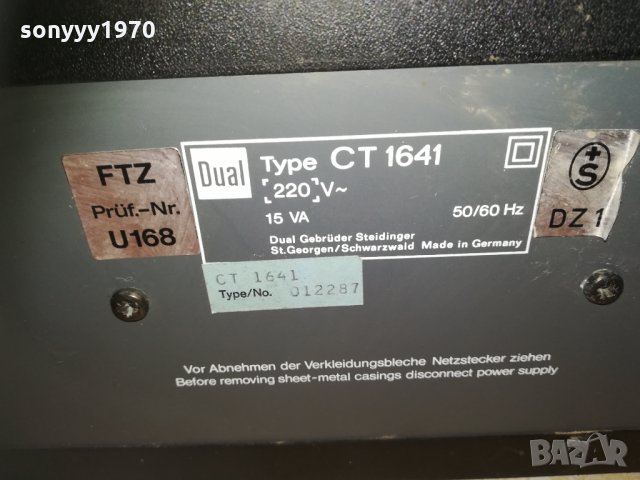 sonyyy1970
FTZ
Prüf.-Nr.
U168
Dual Type CT 1641
[220]V~
15 VA 50/60 Hz
Dual Gebrüder Steidinger
St.Georgen/Schwarzwald Made in Germany
+
S
DZ 1
CT 1641
Type/No. 012287
Vor Abnehmen der Verkleidungsbleche Netzstecker ziehen
Before removing sheet-metal casings disconnect power supply
BAZAR